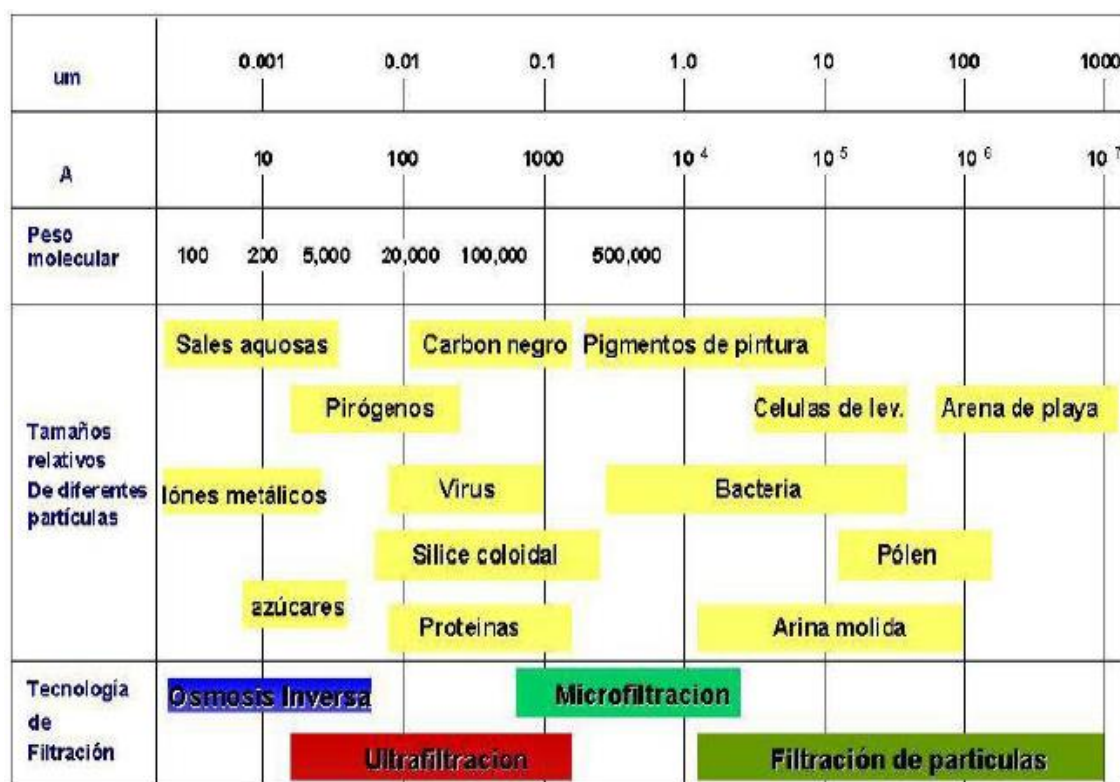 um 0.001 0.01 0.1 1.0 10 100 1000
A 10 100 1000 10⁻⁴ 10⁻⁵ 10⁻⁶ 10⁻⁷
Peso
molecular
100 200 5,000 20,000 100,000 500,000
Tamaños
relativos
De diferentes
partículas
Sales aquosas Carbon negro Pigmentos de pintura
Pirógenos Celulas de lev. Arena de playa
Iónes metálicos Virus Bacteria
Silice coloidal Pólen
azúcares
Proteinas Arina molida
Tecnología
de
Filtración
Osmosis Inversa Microfiltracion
Ultrafiltracion Filtración de particulas